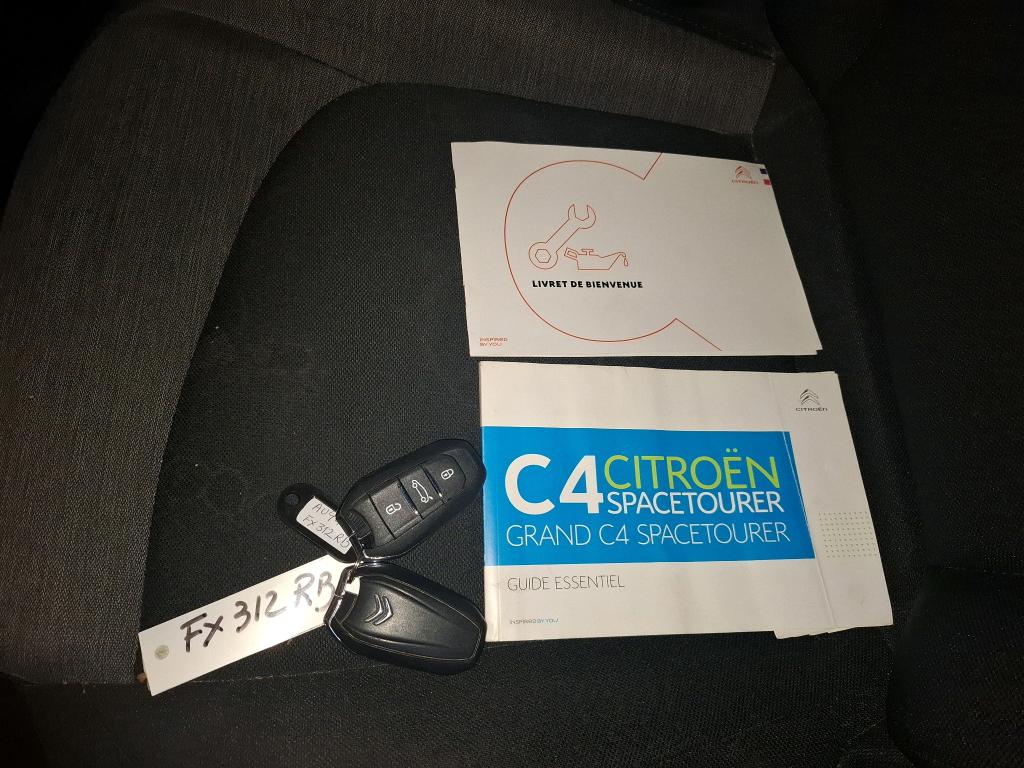 CITROËN
LIVRET DE BIENVENUE
INSPIRED
BY YOU
CITROËN
C4 CITROËN
SPACETOURER
GRAND C4 SPACETOURER
GUIDE ESSENTIEL
INSPIRED BY YOU
FX312RB
FX 312 RB